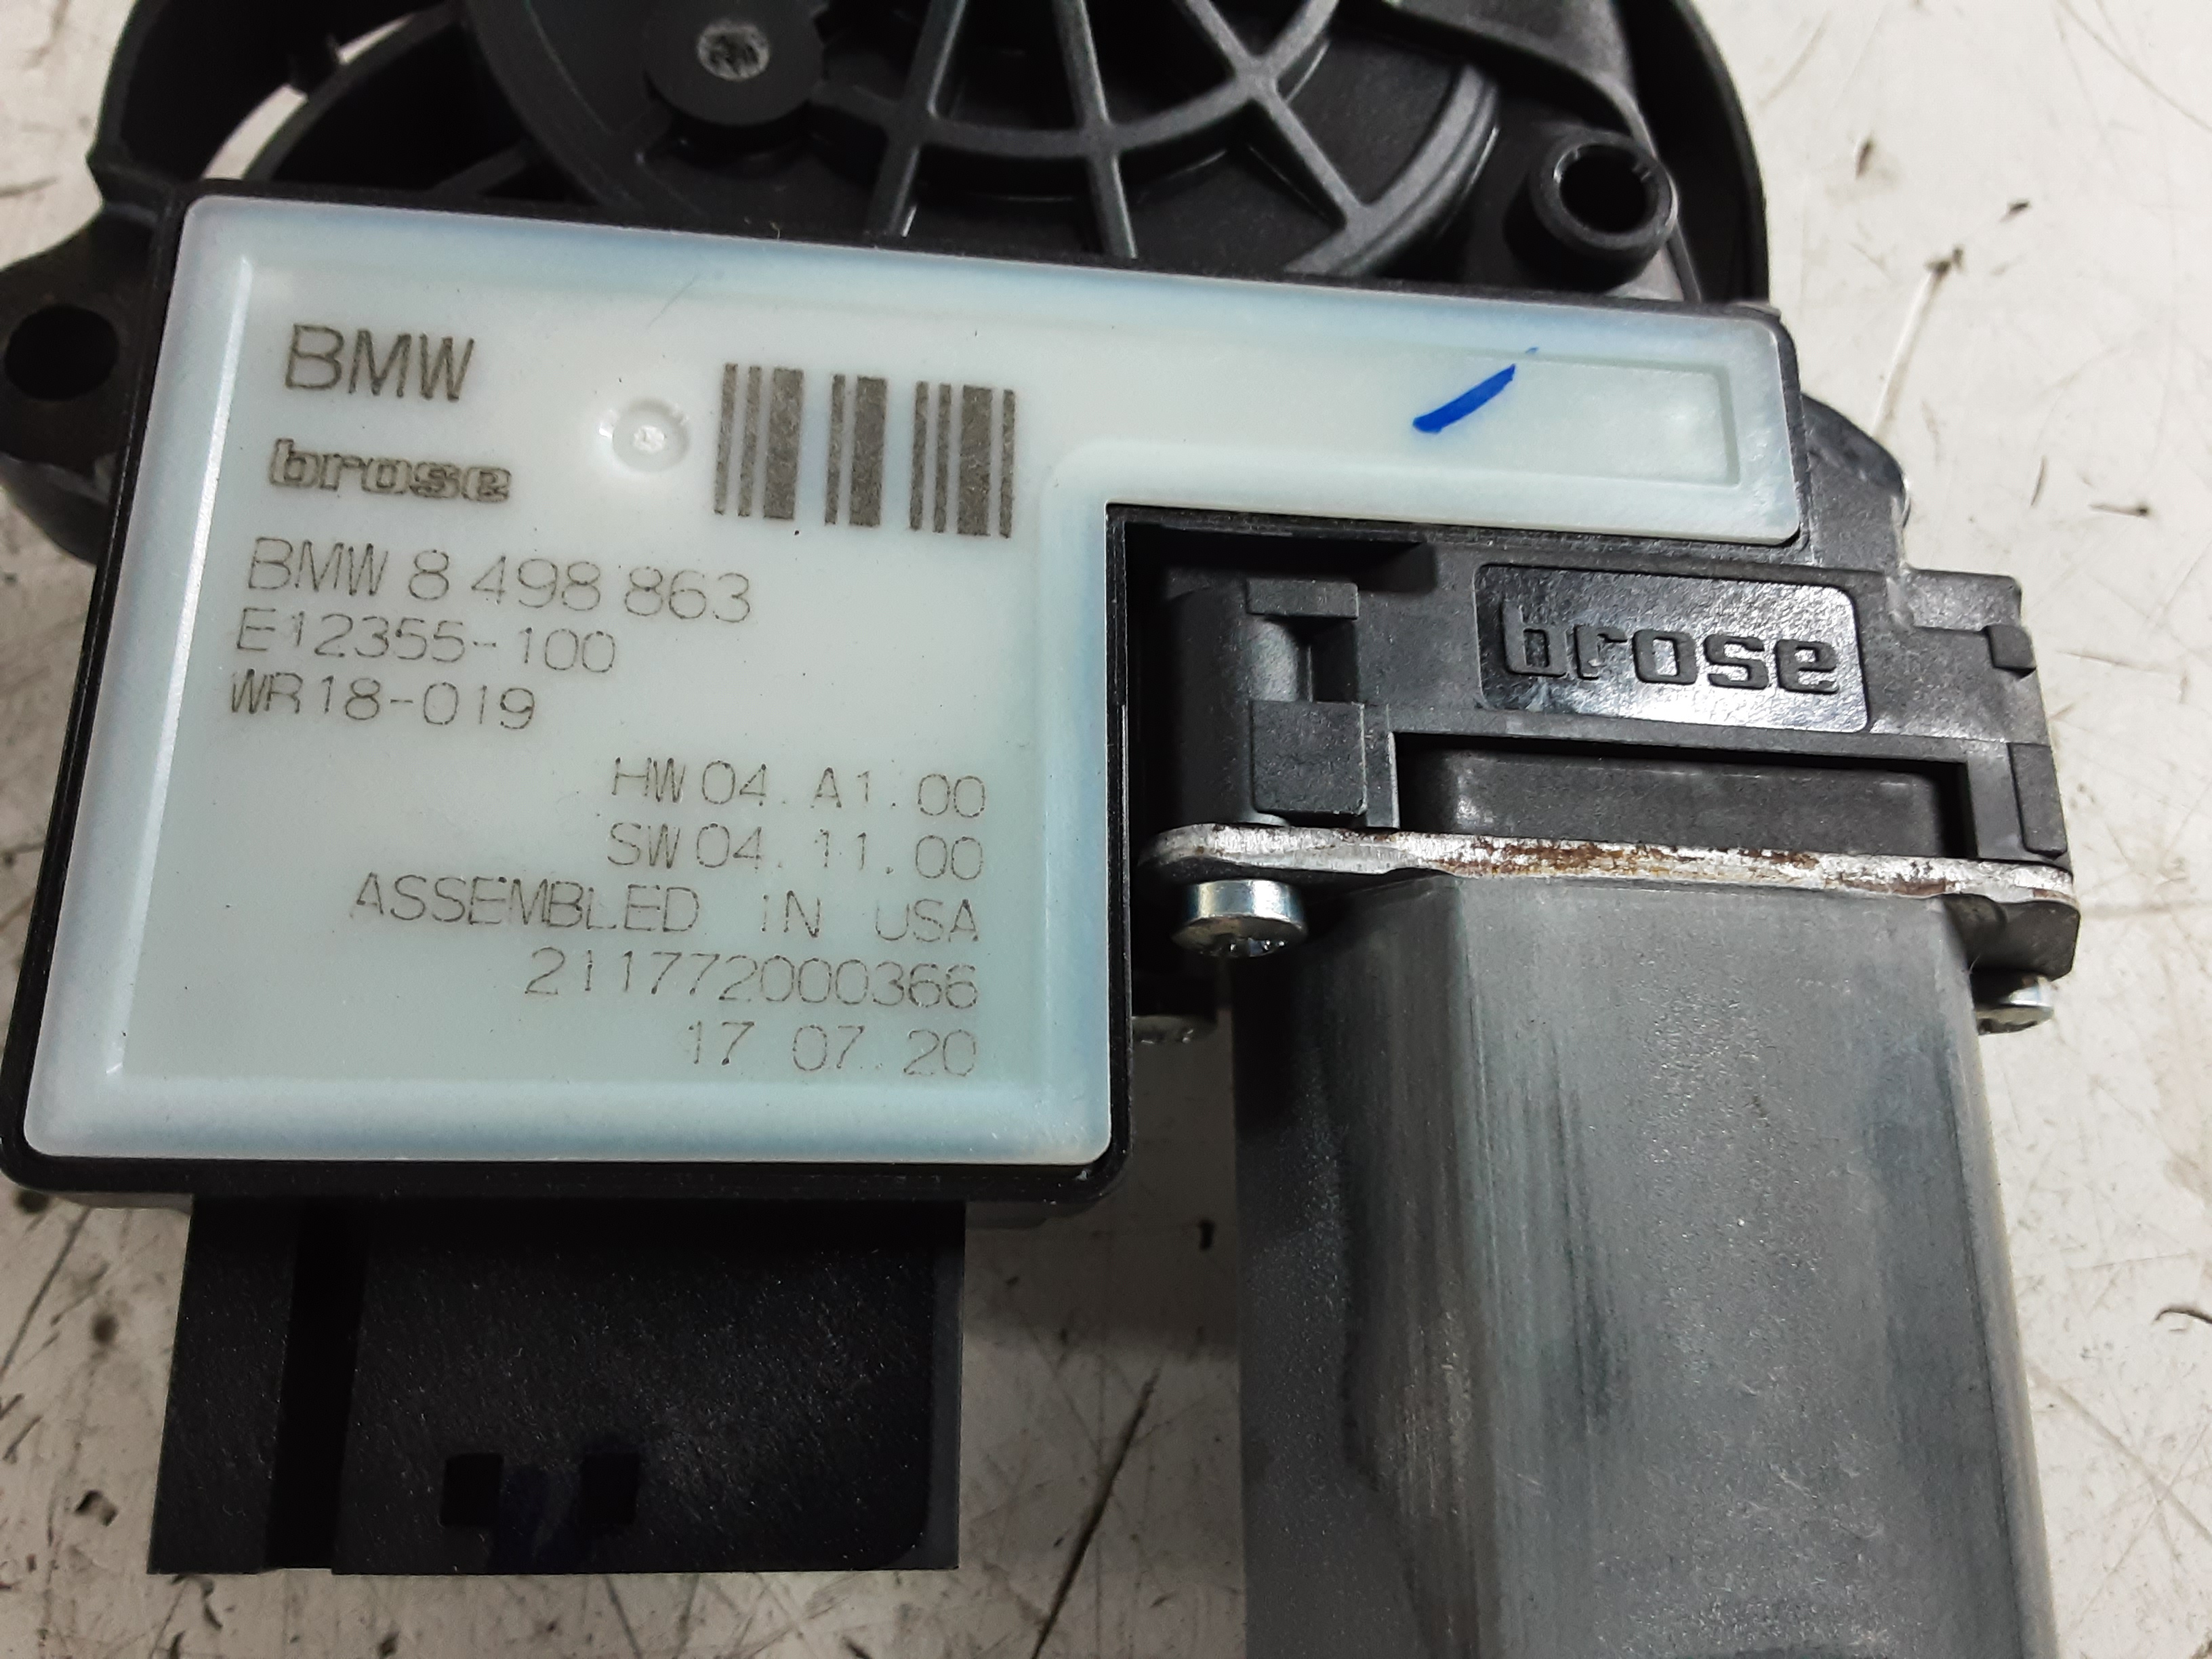 BMW
brose
BMW 8 498 863
E12355-100
WR18-019
HW 04. A1. 00
SW 04. 11. 00
ASSEMBLED IN USA
211772000366
17 07 20
brose